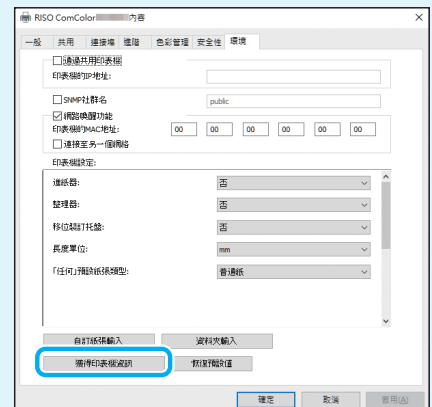 RISO ComColor 內容
一般 共用 連接埠 進階 色彩管理 安全性 環境
透過共用印表機
印表機的IP地址:
SNMP社群名 public
網路喚醒功能
印表機的MAC地址: 00 00 00 00 00 00
連接至另一個網絡
印表機設定:
進紙器: 否
整理器: 否
移位裝訂托盤: 否
長度單位: mm
「任何」預設紙張類型: 普通紙
自訂紙張輸入 資料夾輸入
獲得印表機資訊 恢復預設值
確定 取消 套用(A)